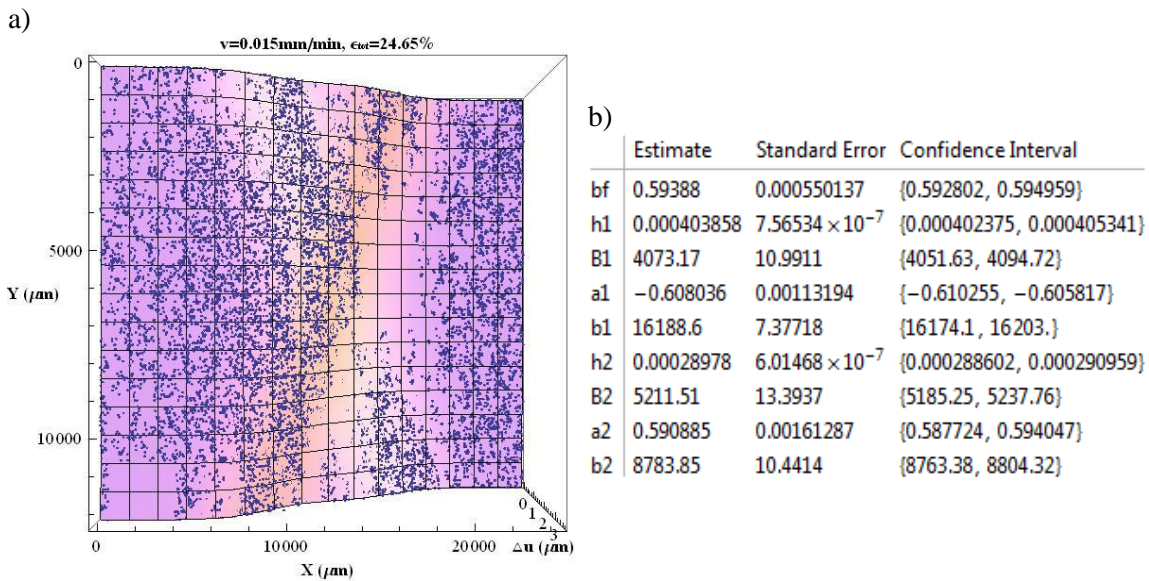 a)
v=0.015mm/min, ϵtot=24.65%
0
5000
Y (μm)
10000
0 10000 20000
X (μm)
0 1 2 3
Δu (μm)
b)
Estimate Standard Error Confidence Interval
bf 0.59388 0.000550137 {0.592802, 0.594959}
h1 0.000403858 7.56534 × 10⁻⁷ {0.000402375, 0.000405341}
B1 4073.17 10.9911 {4051.63, 4094.72}
a1 −0.608036 0.00113194 {−0.610255, −0.605817}
b1 16188.6 7.37718 {16174.1, 16203.}
h2 0.00028978 6.01468 × 10⁻⁷ {0.000288602, 0.000290959}
B2 5211.51 13.3937 {5185.25, 5237.76}
a2 0.590885 0.00161287 {0.587724, 0.594047}
b2 8783.85 10.4414 {8763.38, 8804.32}